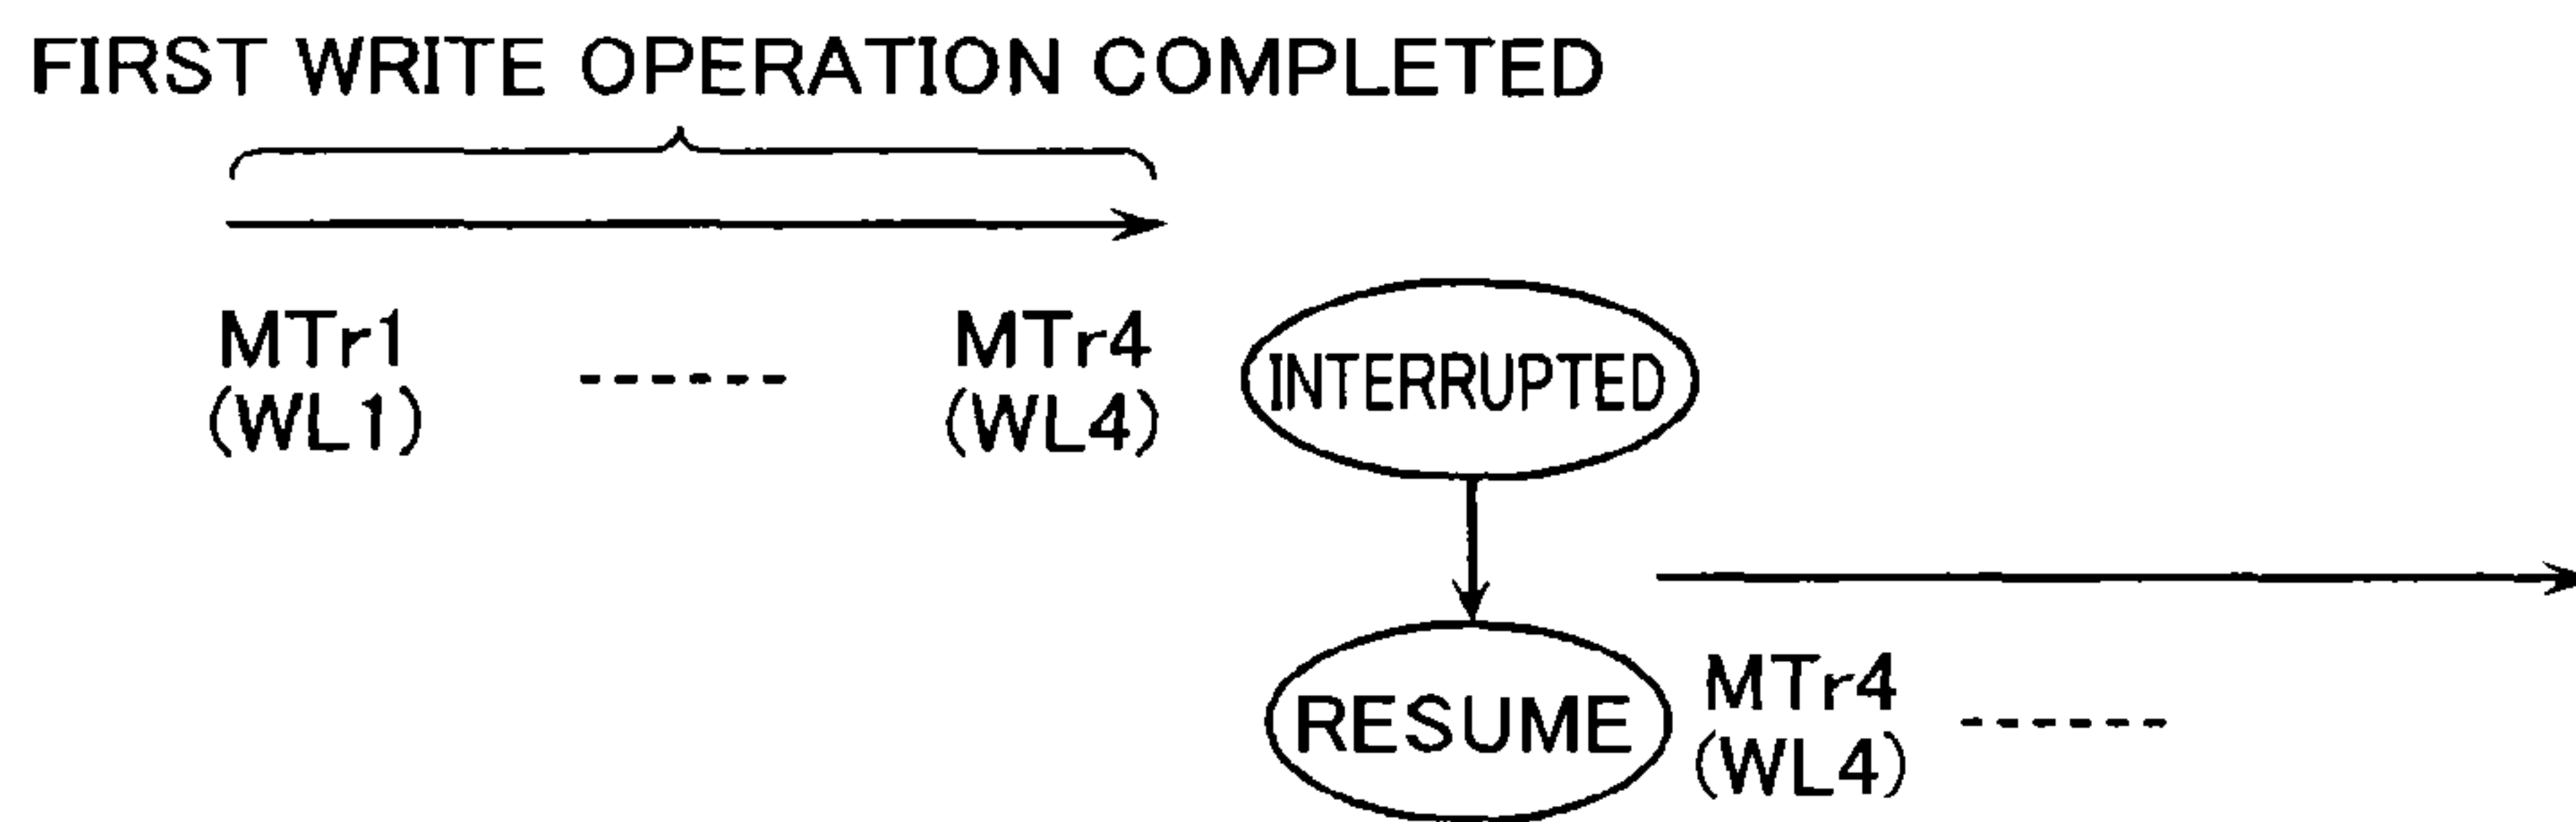 FIRST WRITE OPERATION COMPLETED
MTr1
(WL1)
------
MTr4
(WL4)
INTERRUPTED
RESUME
MTr4
(WL4)
------